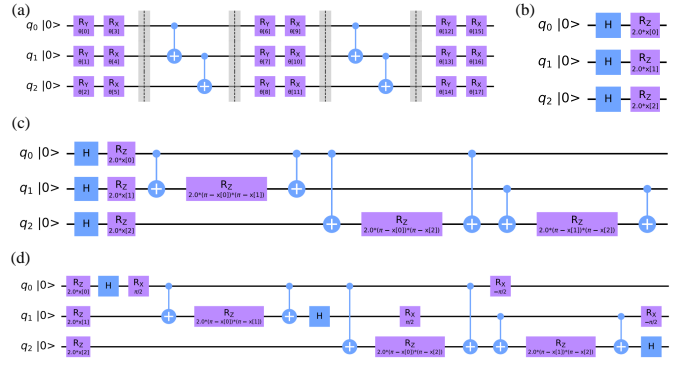 (a)
q0 |0> RY θ[0] RX θ[3] RY θ[6] RX θ[9] RY θ[12] RX θ[15]
q1 |0> RY θ[1] RX θ[4] RY θ[7] RX θ[10] RY θ[13] RX θ[16]
q2 |0> RY θ[2] RX θ[5] RY θ[8] RX θ[11] RY θ[14] RX θ[17]
(b)
q0 |0> H RZ 2.0*x[0]
q1 |0> H RZ 2.0*x[1]
q2 |0> H RZ 2.0*x[2]
(c)
q0 |0> H RZ 2.0*x[0]
q1 |0> H RZ 2.0*x[1] RZ 2.0*(π − x[0])*(π − x[1])
q2 |0> H RZ 2.0*x[2] RZ 2.0*(π − x[0])*(π − x[2]) RZ 2.0*(π − x[1])*(π − x[2])
(d)
q0 |0> RZ 2.0*x[0] H RX π/2 RX −π/2
q1 |0> RZ 2.0*x[1] RZ 2.0*(π − x[0])*(π − x[1]) H RX π/2 RX −π/2
q2 |0> RZ 2.0*x[2] RZ 2.0*(π − x[0])*(π − x[2]) RZ 2.0*(π − x[1])*(π − x[2]) H